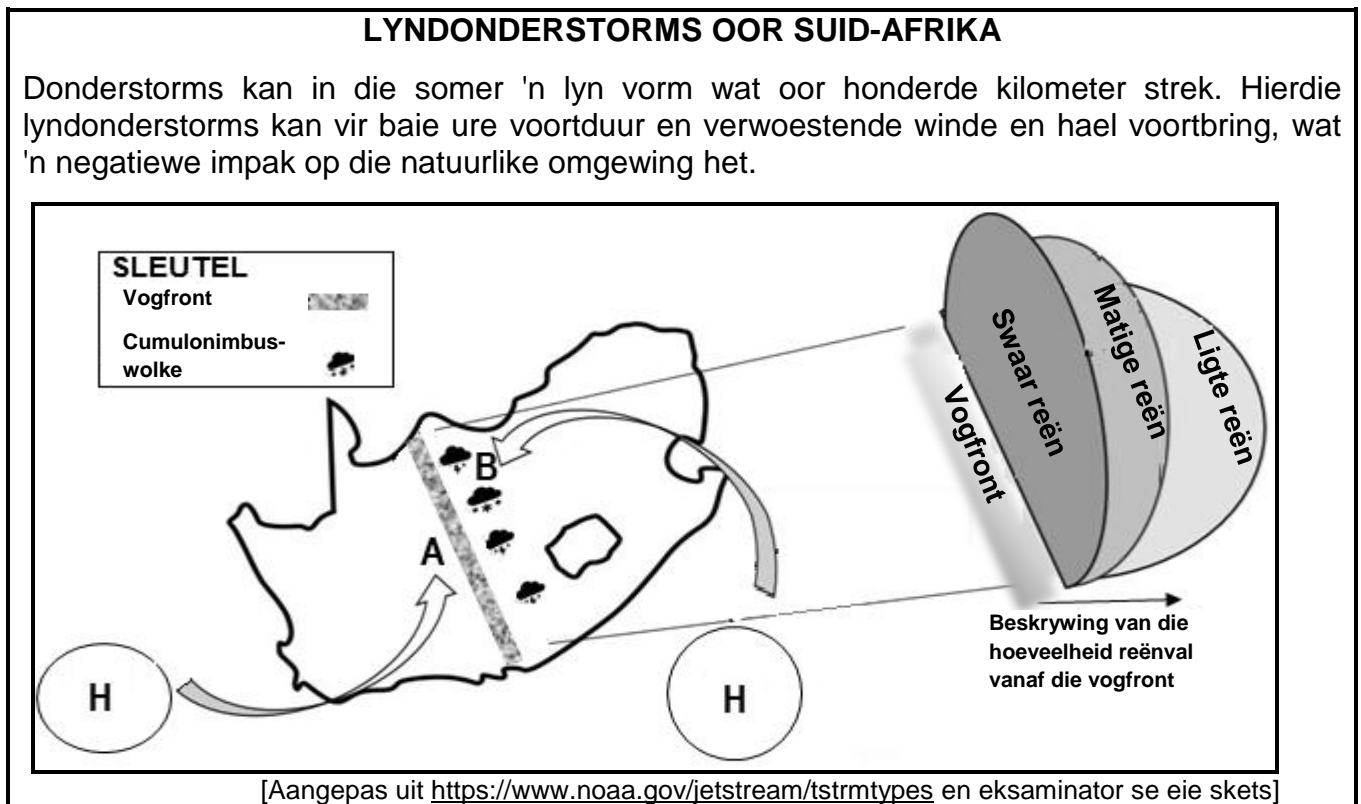 LYNDONDERSTORMS OOR SUID-AFRIKA
Donderstorms kan in die somer 'n lyn vorm wat oor honderde kilometer strek. Hierdie
lyndonderstorms kan vir baie ure voortduur en verwoestende winde en hael voortbring, wat
'n negatiewe impak op die natuurlike omgewing het.
SLEUTEL
Vogfront
Cumulonimbus-
wolke
A
B
H
H
Vogfront
Swaar reën
Matige reën
Ligte reën
Beskrywing van die
hoeveelheid reënval
vanaf die vogfront
[Aangepas uit https://www.noaa.gov/jetstream/tstrmtypes en eksaminator se eie skets]